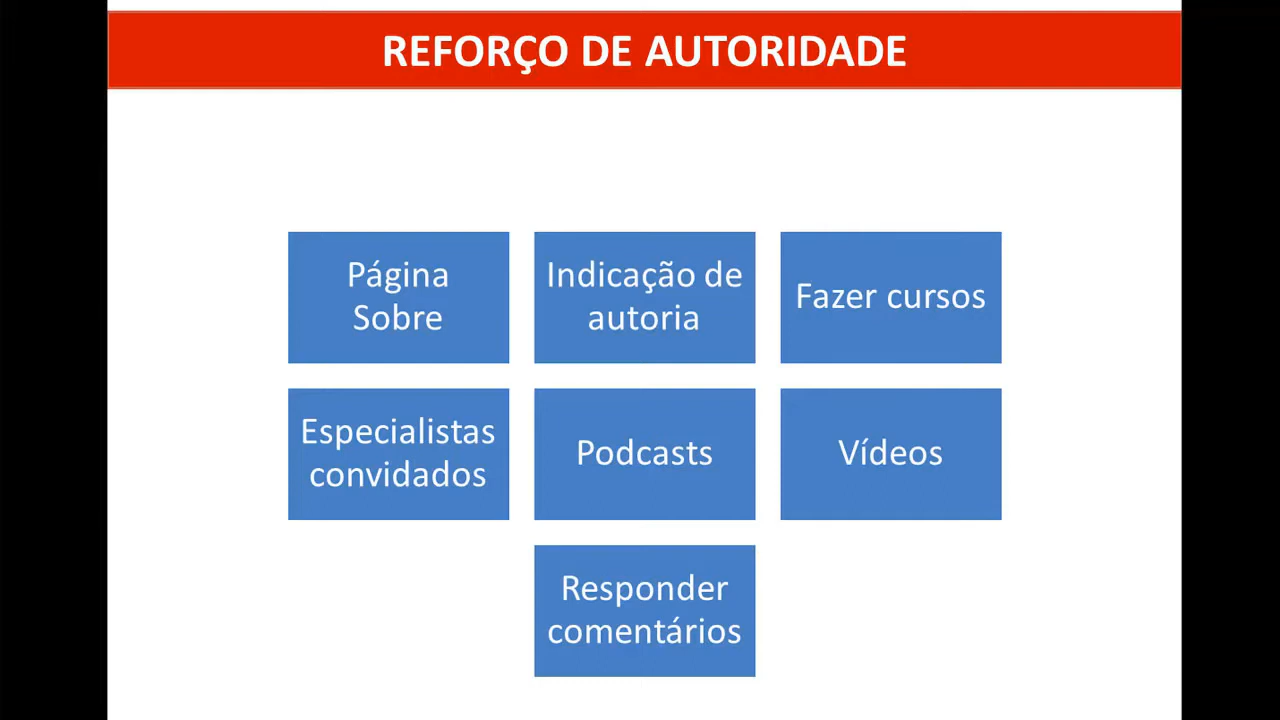 REFORÇO DE AUTORIDADE
Página
Sobre
Indicação de
autoria
Fazer cursos
Especialistas
convidados
Podcasts
Vídeos
Responder
comentários